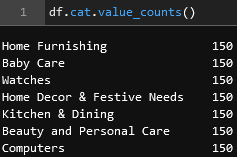 1 df.cat.value_counts()
Home Furnishing 150
Baby Care 150
Watches 150
Home Decor & Festive Needs 150
Kitchen & Dining 150
Beauty and Personal Care 150
Computers 150